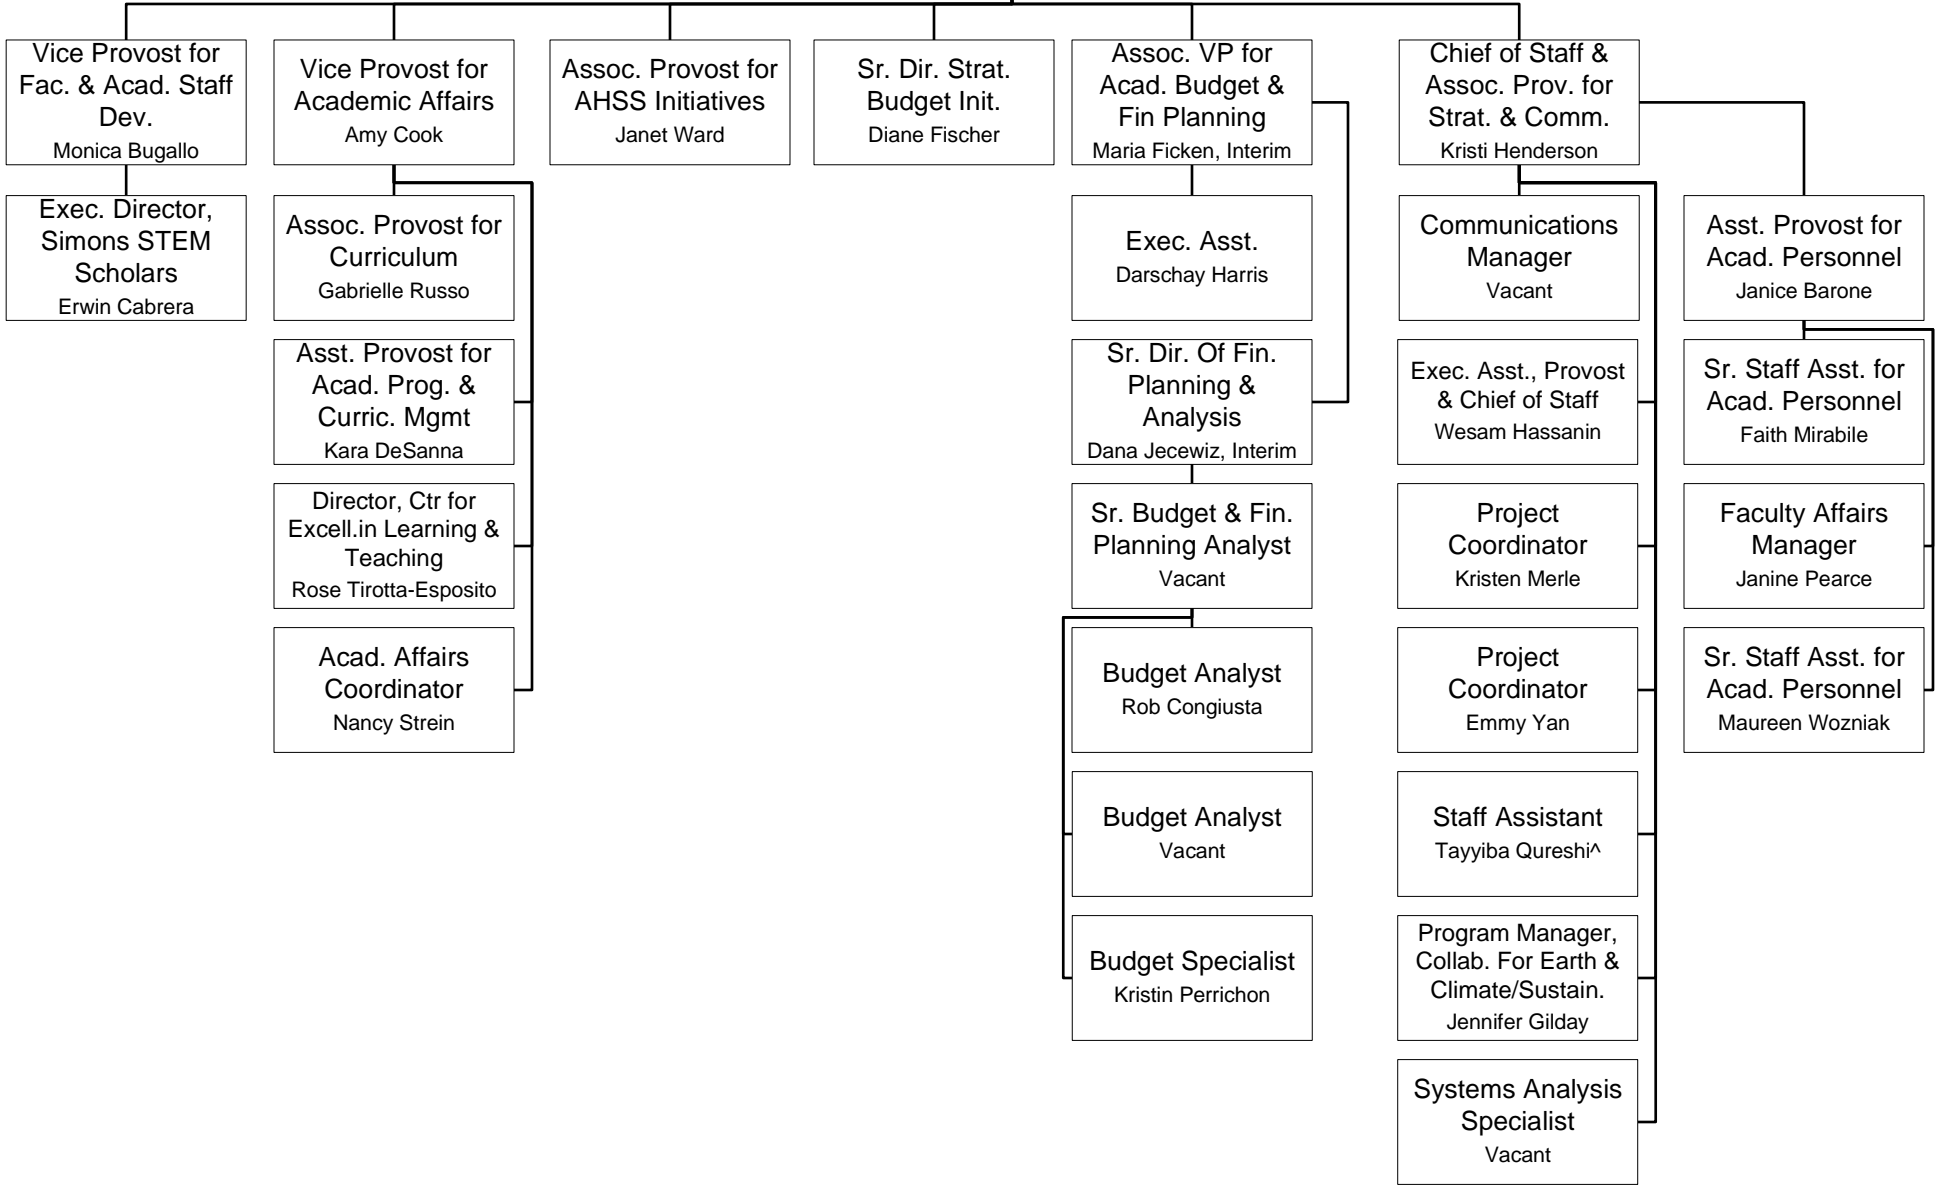 Vice Provost for
Fac. & Acad. Staff
Dev.
Monica Bugallo
Vice Provost for
Academic Affairs
Amy Cook
Assoc. Provost for
AHSS Initiatives
Janet Ward
Sr. Dir. Strat.
Budget Init.
Diane Fischer
Assoc. VP for
Acad. Budget &
Fin Planning
Maria Ficken, Interim
Chief of Staff &
Assoc. Prov. for
Strat. & Comm.
Kristi Henderson
Exec. Director,
Simons STEM
Scholars
Erwin Cabrera
Assoc. Provost for
Curriculum
Gabrielle Russo
Exec. Asst.
Darschay Harris
Communications
Manager
Vacant
Asst. Provost for
Acad. Personnel
Janice Barone
Asst. Provost for
Acad. Prog. &
Curric. Mgmt
Kara DeSanna
Sr. Dir. Of Fin.
Planning &
Analysis
Dana Jecewiz, Interim
Exec. Asst., Provost
& Chief of Staff
Wesam Hassanin
Sr. Staff Asst. for
Acad. Personnel
Faith Mirabile
Director, Ctr for
Excell.in Learning &
Teaching
Rose Tirotta-Esposito
Sr. Budget & Fin.
Planning Analyst
Vacant
Project
Coordinator
Kristen Merle
Faculty Affairs
Manager
Janine Pearce
Acad. Affairs
Coordinator
Nancy Strein
Budget Analyst
Rob Congiusta
Project
Coordinator
Emmy Yan
Sr. Staff Asst. for
Acad. Personnel
Maureen Wozniak
Budget Analyst
Vacant
Staff Assistant
Tayyiba Qureshi^
Budget Specialist
Kristin Perrichon
Program Manager,
Collab. For Earth &
Climate/Sustain.
Jennifer Gilday
Systems Analysis
Specialist
Vacant